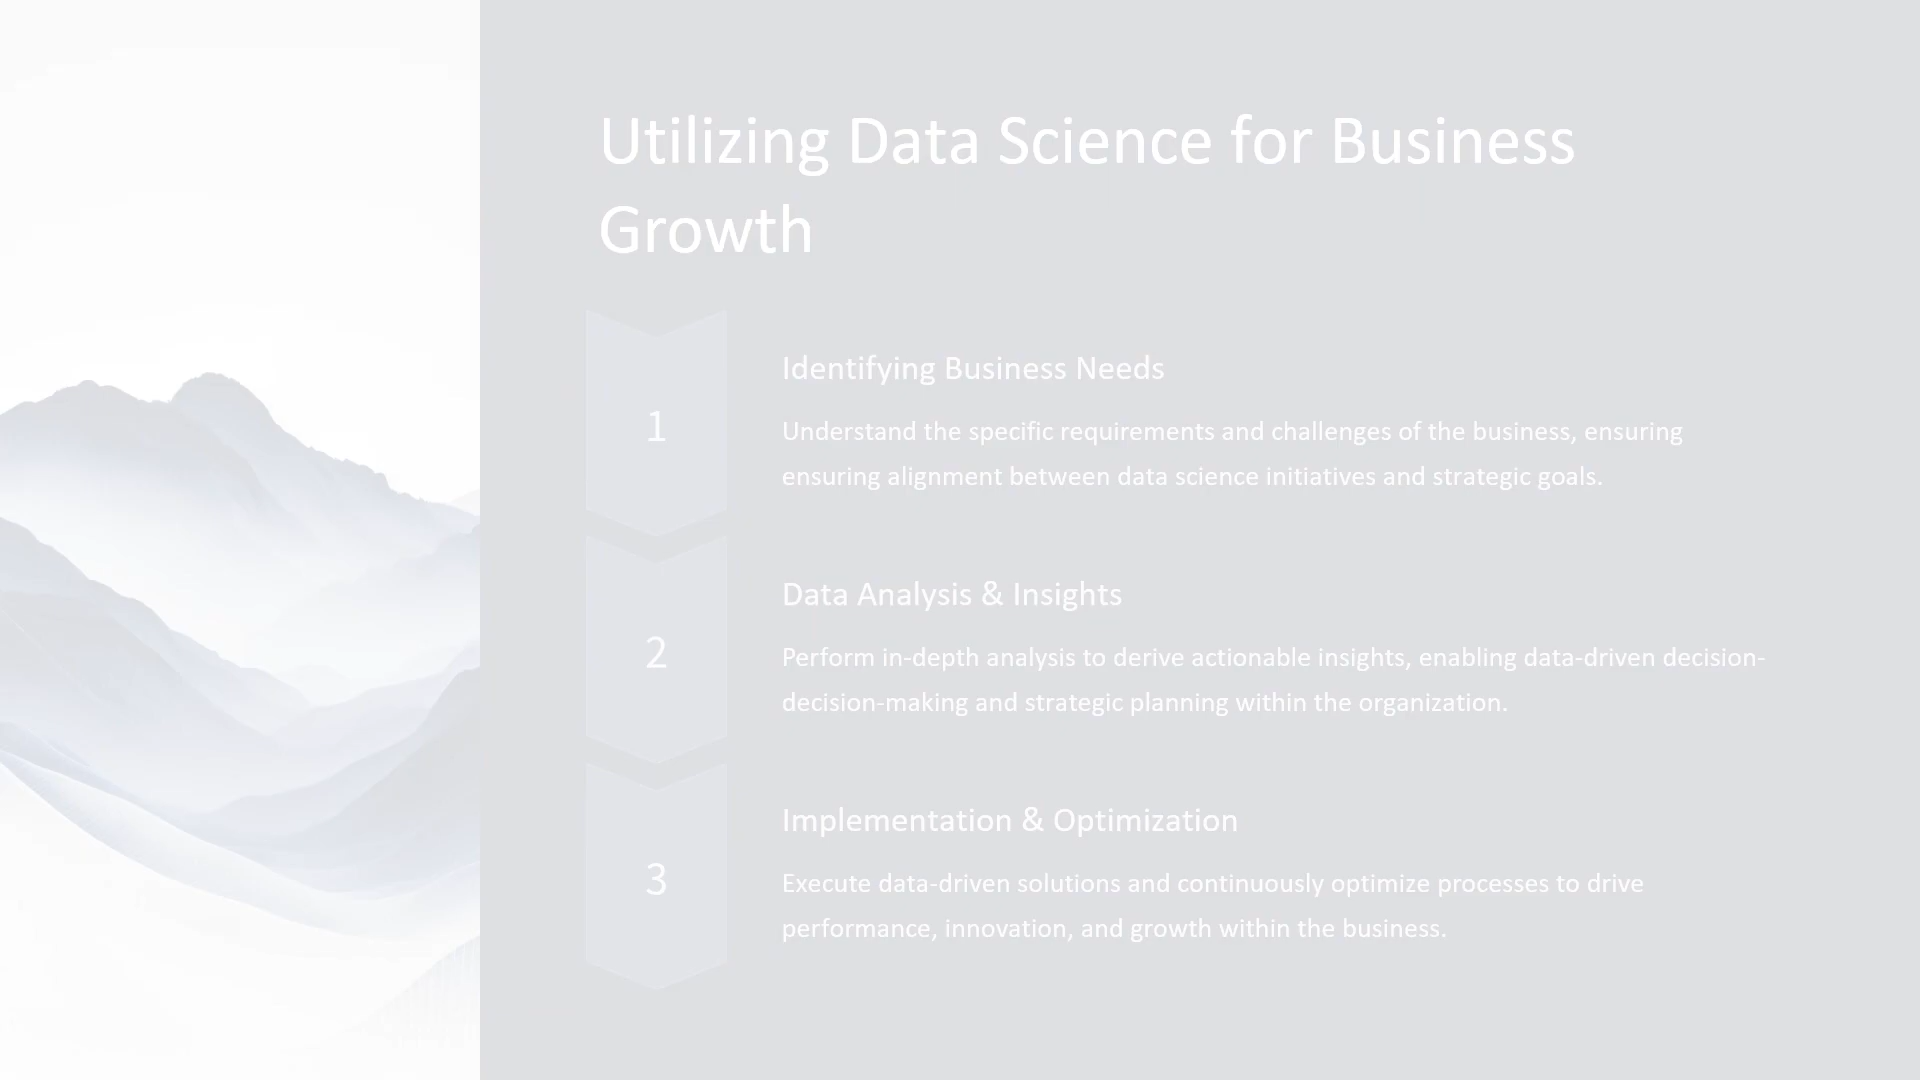 Utilizing Data Science for Business
Growth
1
Identifying Business Needs
Understand the specific requirements and challenges of the business, ensuring
ensuring alignment between data science initiatives and strategic goals.
2
Data Analysis & Insights
Perform in-depth analysis to derive actionable insights, enabling data-driven decision-
decision-making and strategic planning within the organization.
3
Implementation & Optimization
Execute data-driven solutions and continuously optimize processes to drive
performance, innovation, and growth within the business.